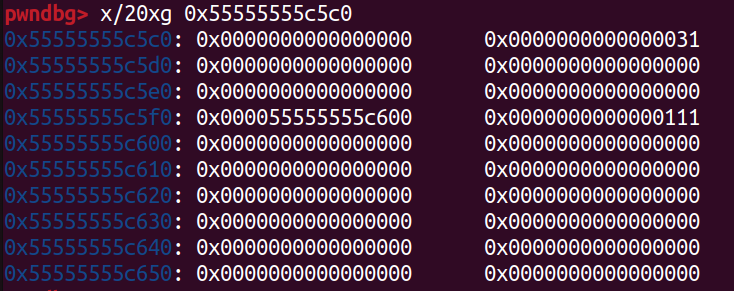 pwndbg> x/20xg 0x55555555c5c0
0x55555555c5c0: 0x0000000000000000 0x0000000000000031
0x55555555c5d0: 0x0000000000000000 0x0000000000000000
0x55555555c5e0: 0x0000000000000000 0x0000000000000000
0x55555555c5f0: 0x000055555555c600 0x0000000000000111
0x55555555c600: 0x0000000000000000 0x0000000000000000
0x55555555c610: 0x0000000000000000 0x0000000000000000
0x55555555c620: 0x0000000000000000 0x0000000000000000
0x55555555c630: 0x0000000000000000 0x0000000000000000
0x55555555c640: 0x0000000000000000 0x0000000000000000
0x55555555c650: 0x0000000000000000 0x0000000000000000